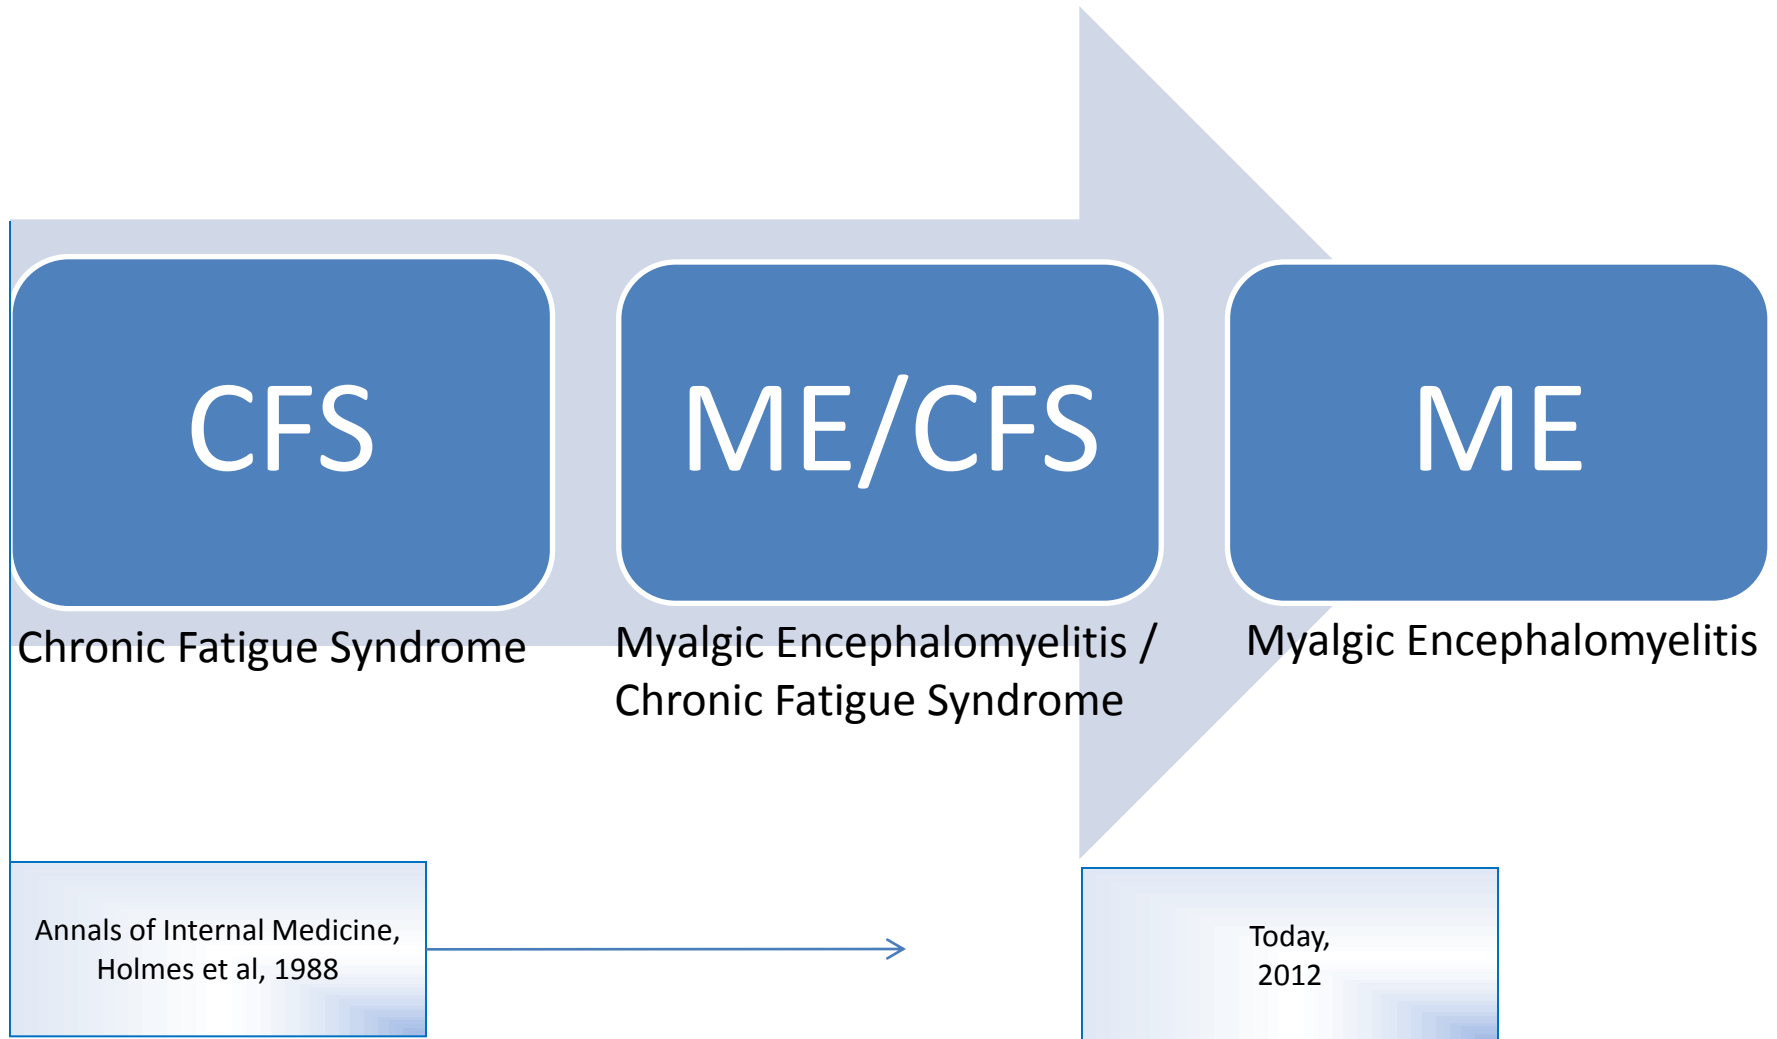 CFS
ME/CFS
ME
Chronic Fatigue Syndrome
Myalgic Encephalomyelitis /
Chronic Fatigue Syndrome
Myalgic Encephalomyelitis
Annals of Internal Medicine,
Holmes et al, 1988
Today,
2012